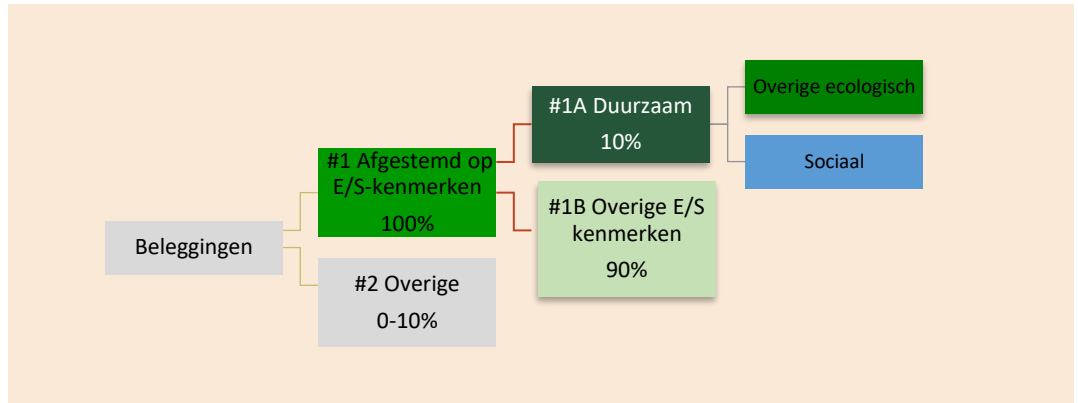 Beleggingen
#1 Afgestemd op
E/S-kenmerken
100%
#2 Overige
0-10%
#1A Duurzaam
10%
#1B Overige E/S
kenmerken
90%
Overige ecologisch
Sociaal